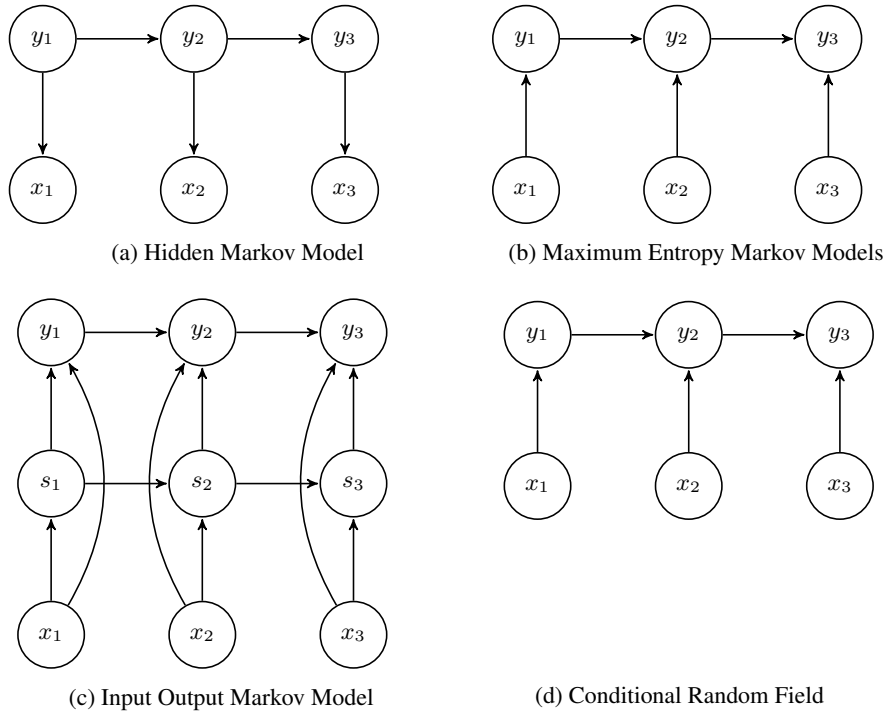 y₁ y₂ y₃
x₁ x₂ x₃
(a) Hidden Markov Model
y₁ y₂ y₃
x₁ x₂ x₃
(b) Maximum Entropy Markov Models
y₁ y₂ y₃
s₁ s₂ s₃
x₁ x₂ x₃
(c) Input Output Markov Model
y₁ y₂ y₃
x₁ x₂ x₃
(d) Conditional Random Field